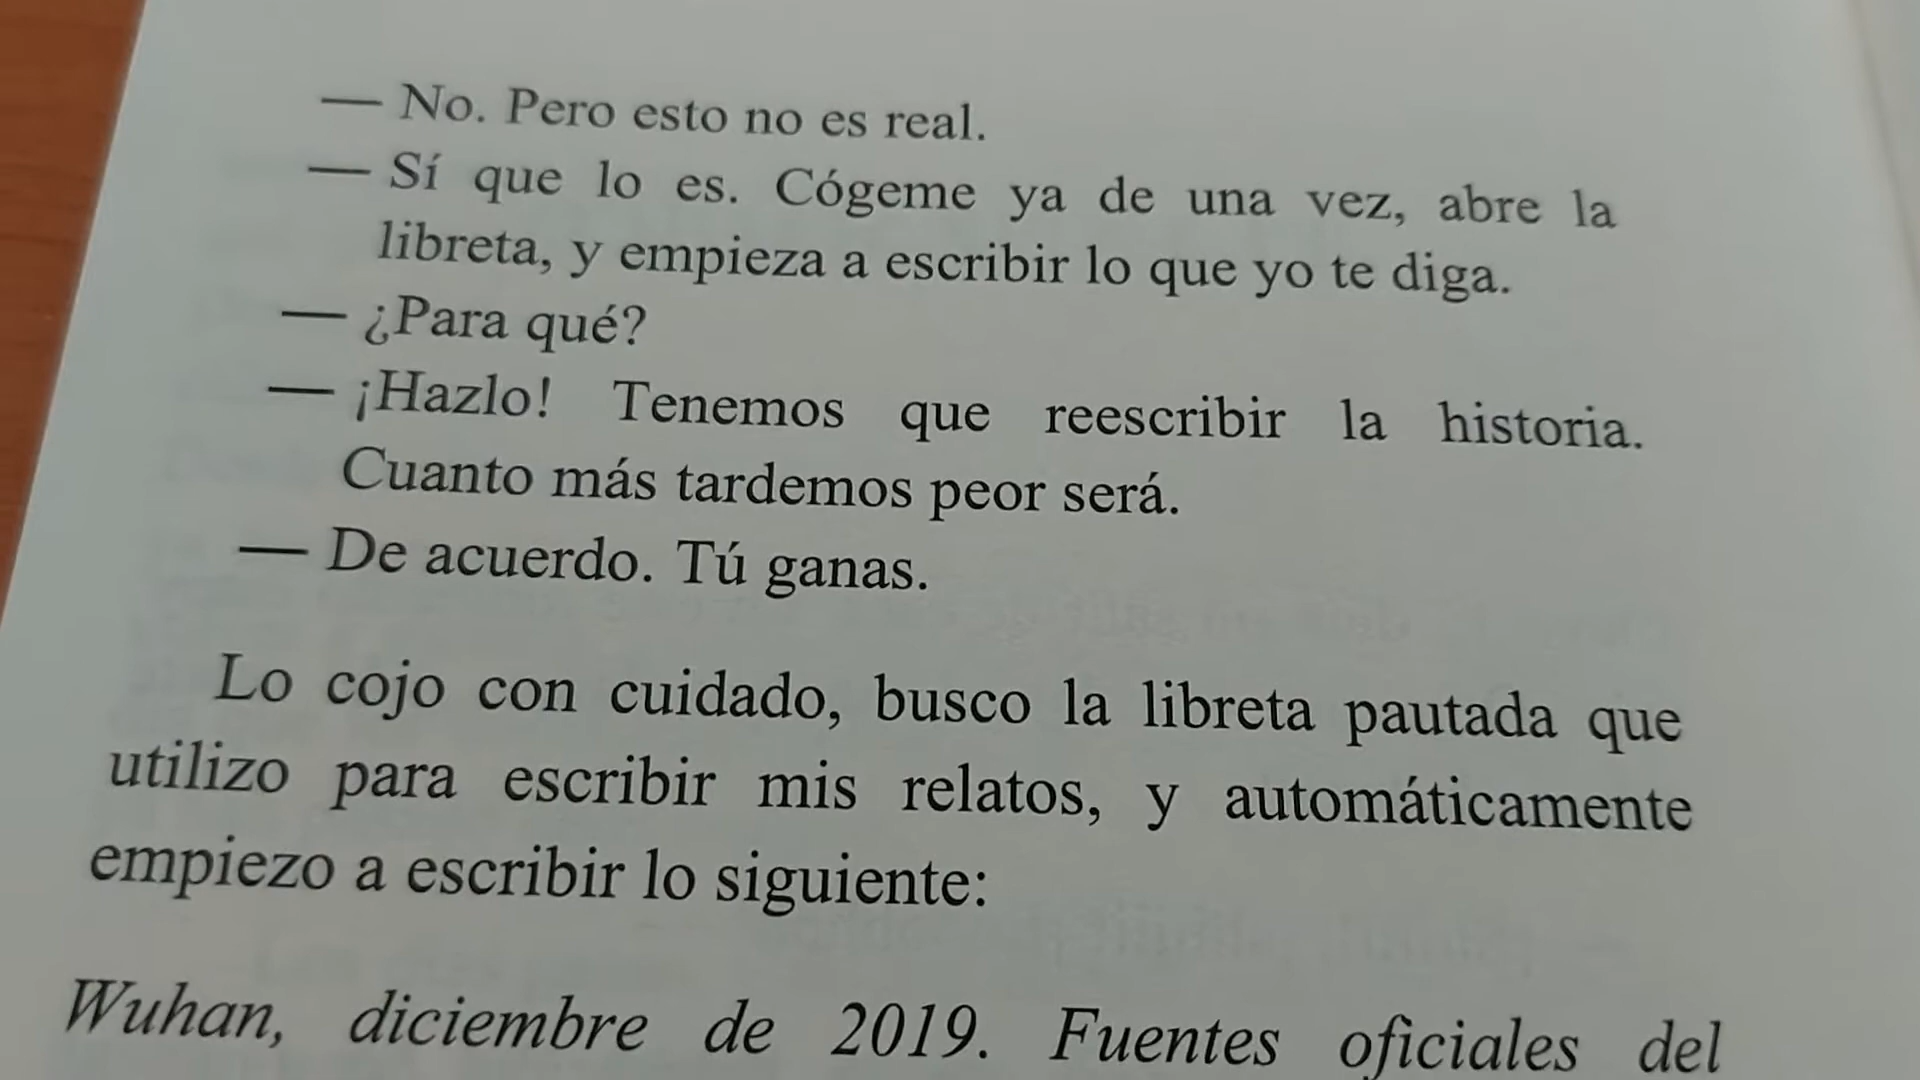 — No. Pero esto no es real.
— Sí que lo es. Cógeme ya de una vez, abre la
libreta, y empieza a escribir lo que yo te diga.
— ¿Para qué?
— ¡Hazlo! Tenemos que reescribir la historia.
Cuanto más tardemos peor será.
— De acuerdo. Tú ganas.
Lo cojo con cuidado, busco la libreta pautada que
utilizo para escribir mis relatos, y automáticamente
empiezo a escribir lo siguiente:
Wuhan, diciembre de 2019. Fuentes oficiales del